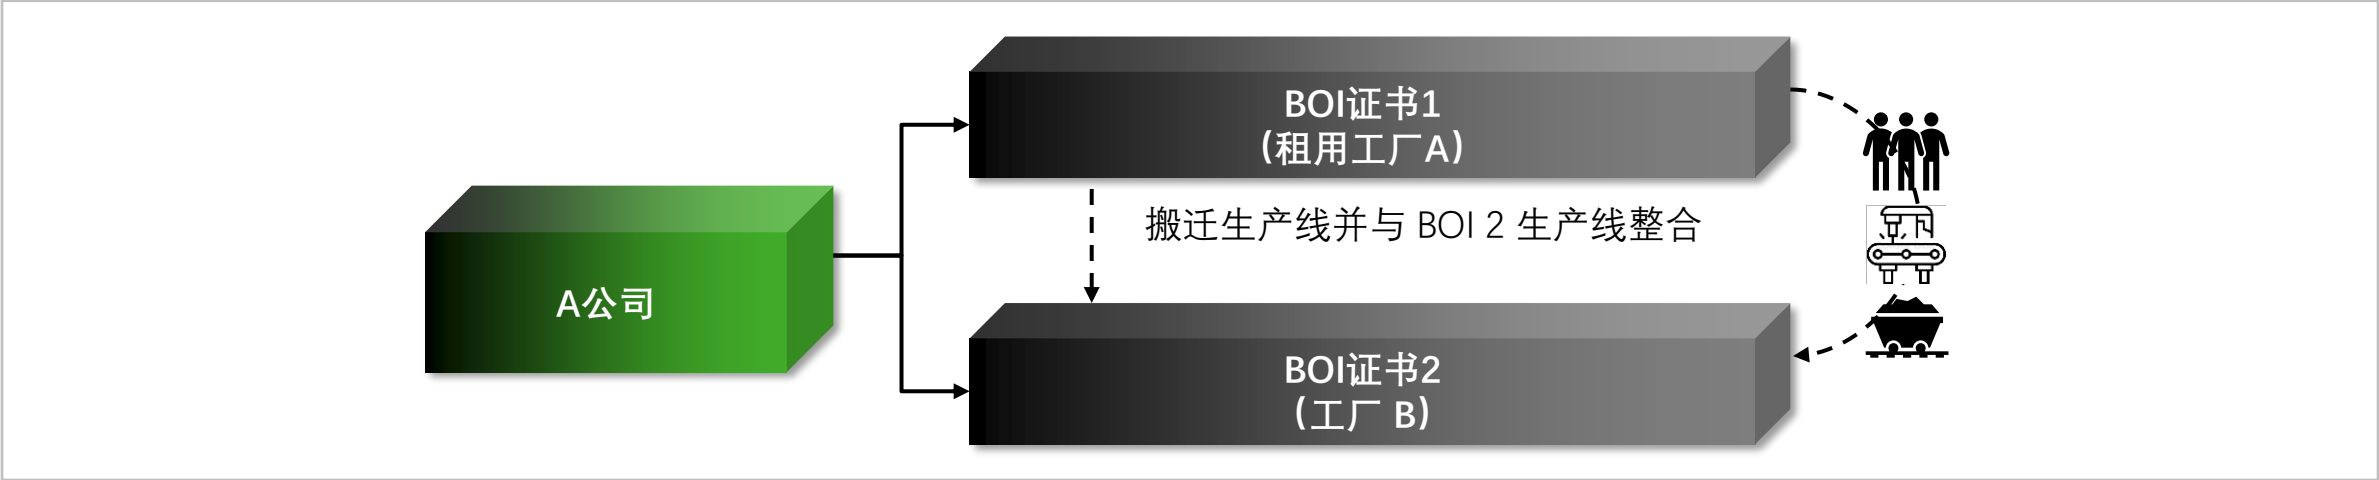 BOI证书1
(租用工厂A)
A公司
搬迁生产线并与 BOI 2 生产线整合
BOI证书2
(工厂 B)